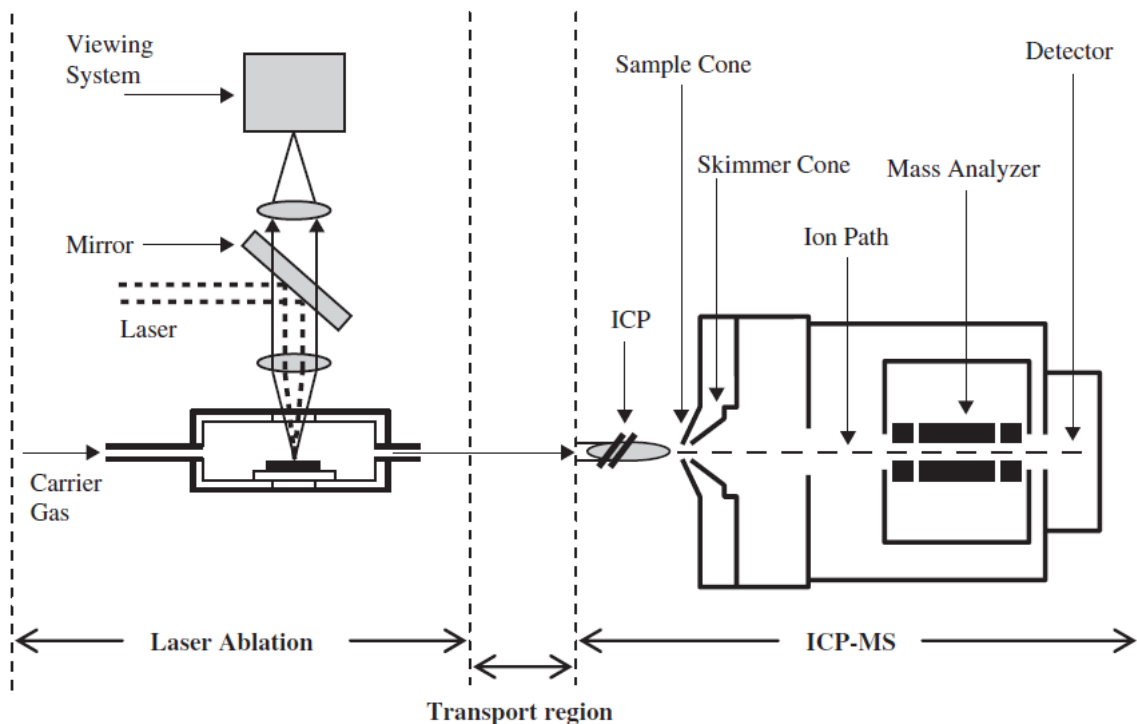 Viewing
System
Mirror
Laser
Carrier
Gas
Sample Cone
Skimmer Cone
Detector
Mass Analyzer
Ion Path
ICP
Laser Ablation
Transport region
ICP-MS